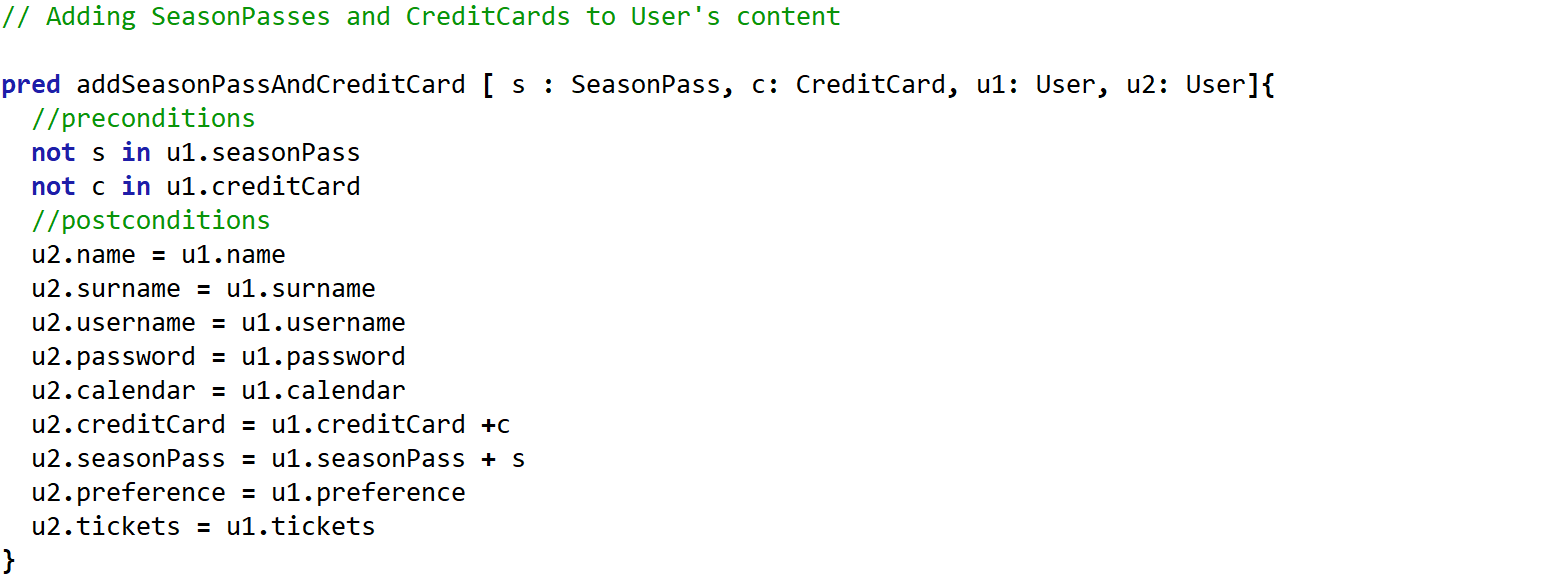 // Adding SeasonPasses and CreditCards to User's content
pred addSeasonPassAndCreditCard [ s : SeasonPass, c: CreditCard, u1: User, u2: User]{
//preconditions
not s in u1.seasonPass
not c in u1.creditCard
//postconditions
u2.name = u1.name
u2.surname = u1.surname
u2.username = u1.username
u2.password = u1.password
u2.calendar = u1.calendar
u2.creditCard = u1.creditCard +c
u2.seasonPass = u1.seasonPass + s
u2.preference = u1.preference
u2.tickets = u1.tickets
}